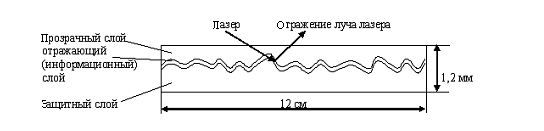 Лазер
Отражение луча лазера
Прозрачный слой
отражающий
(информационный)
слой
Защитный слой
1,2 мм
12 см